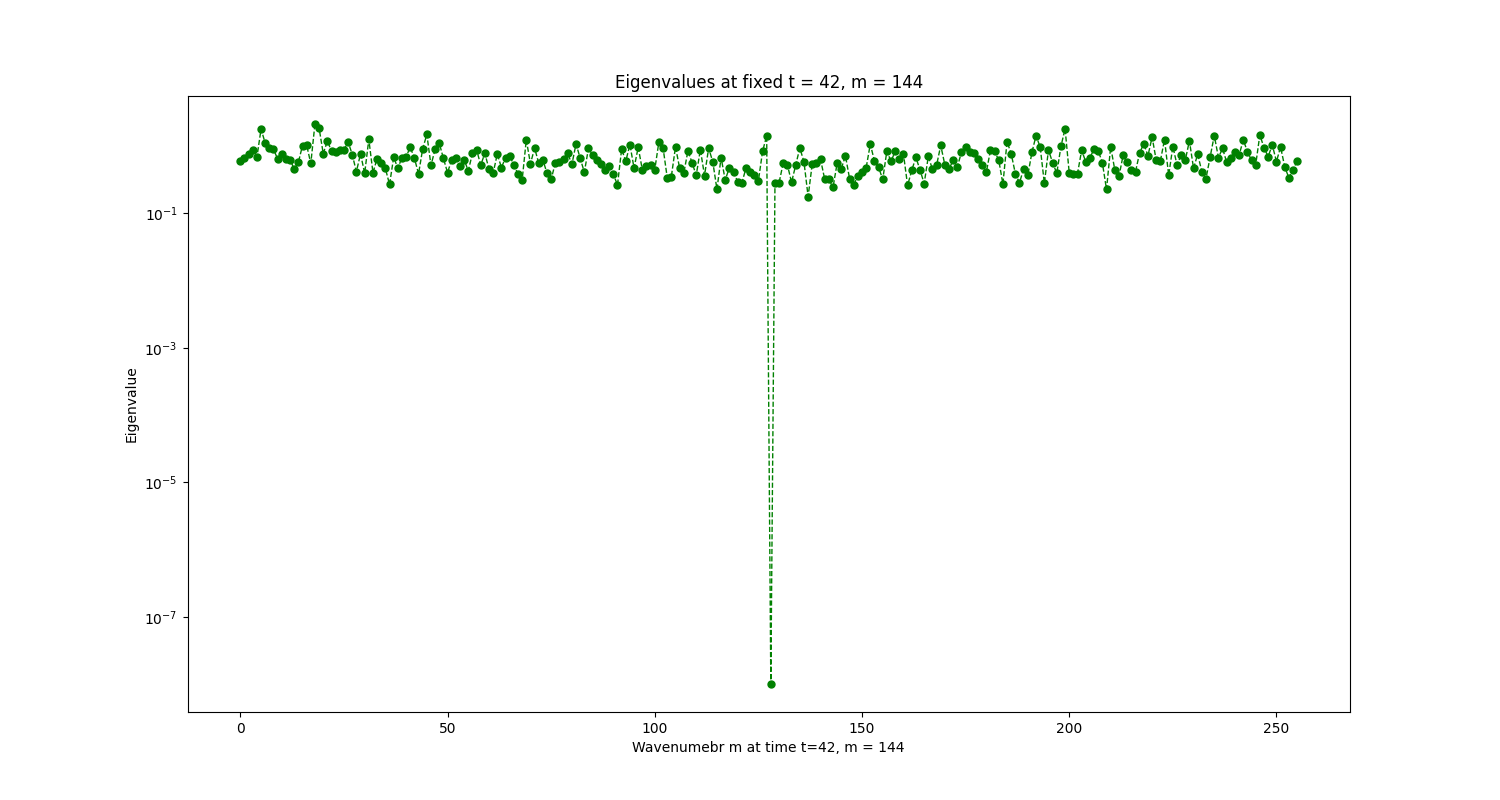 Eigenvalues at fixed t = 42, m = 144
10⁻¹
10⁻³
10⁻⁵
10⁻⁷
Eigenvalue
0 50 100 150 200 250
Wavenumebr m at time t=42, m = 144